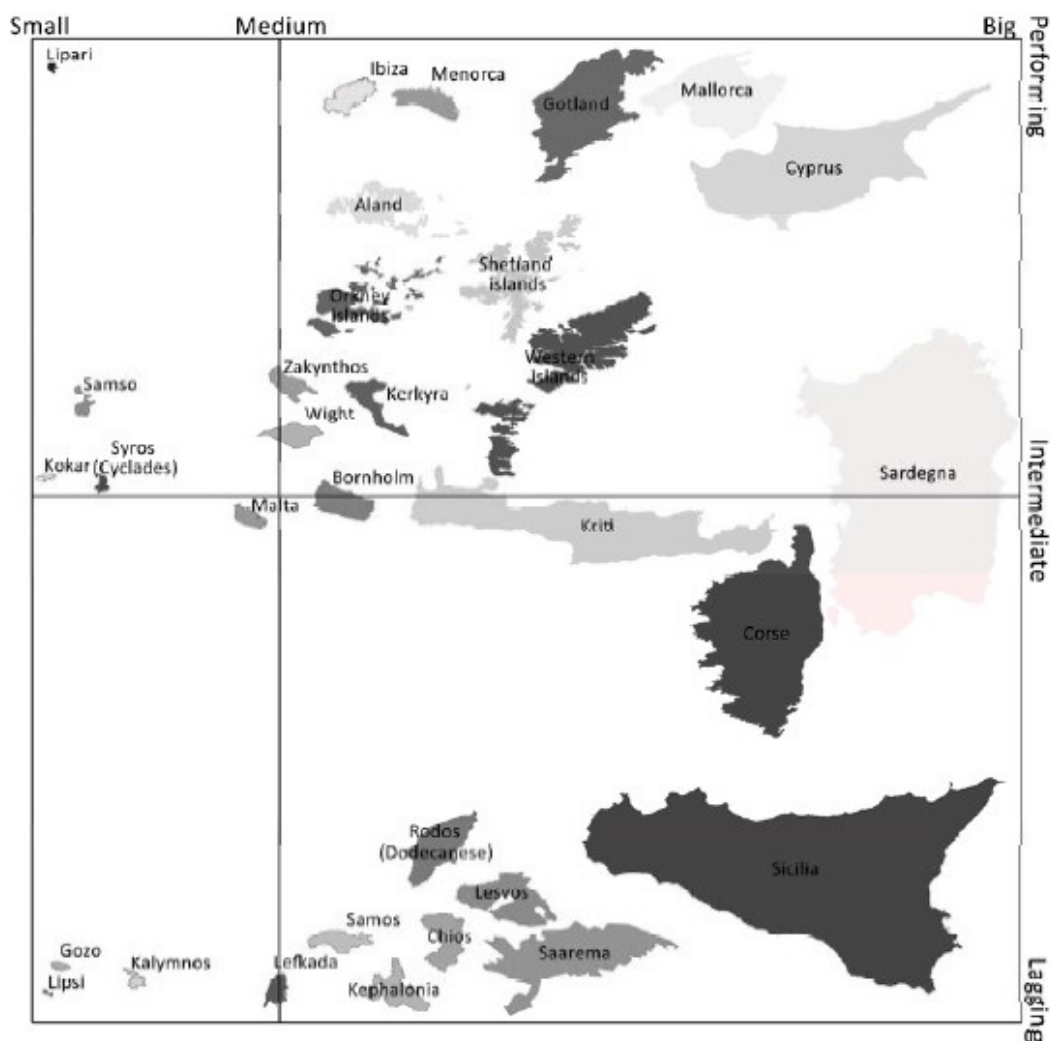 Small
Medium
Big
Performing
Lipari
Ibiza
Menorca
Gotland
Mallorca
Cyprus
Aland
Shetland
islands
Orkney
islands
Western
Islands
Zakynthos
Samso
Kerkyra
Wight
Syros
Kokar (Cyclades)
Bornholm
Sardegna
Intermediate
Malta
Kriti
Corse
Rodos
(Dodecanese)
Sicilia
Lesvos
Samos
Chios
Gozo
Kalymnos
Lefkada
Saarema
Lipsi
Kephalonia
Lagging